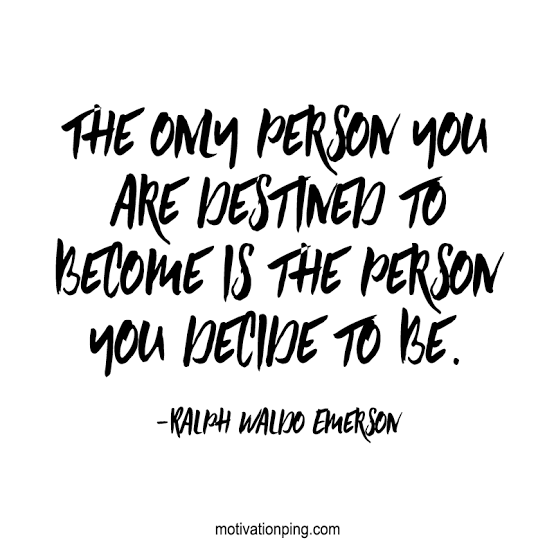 THE ONLY PERSON YOU
ARE DESTINED TO
BECOME IS THE PERSON
YOU DECIDE TO BE.
-RALPH WALDO EMERSON
motivationping.com